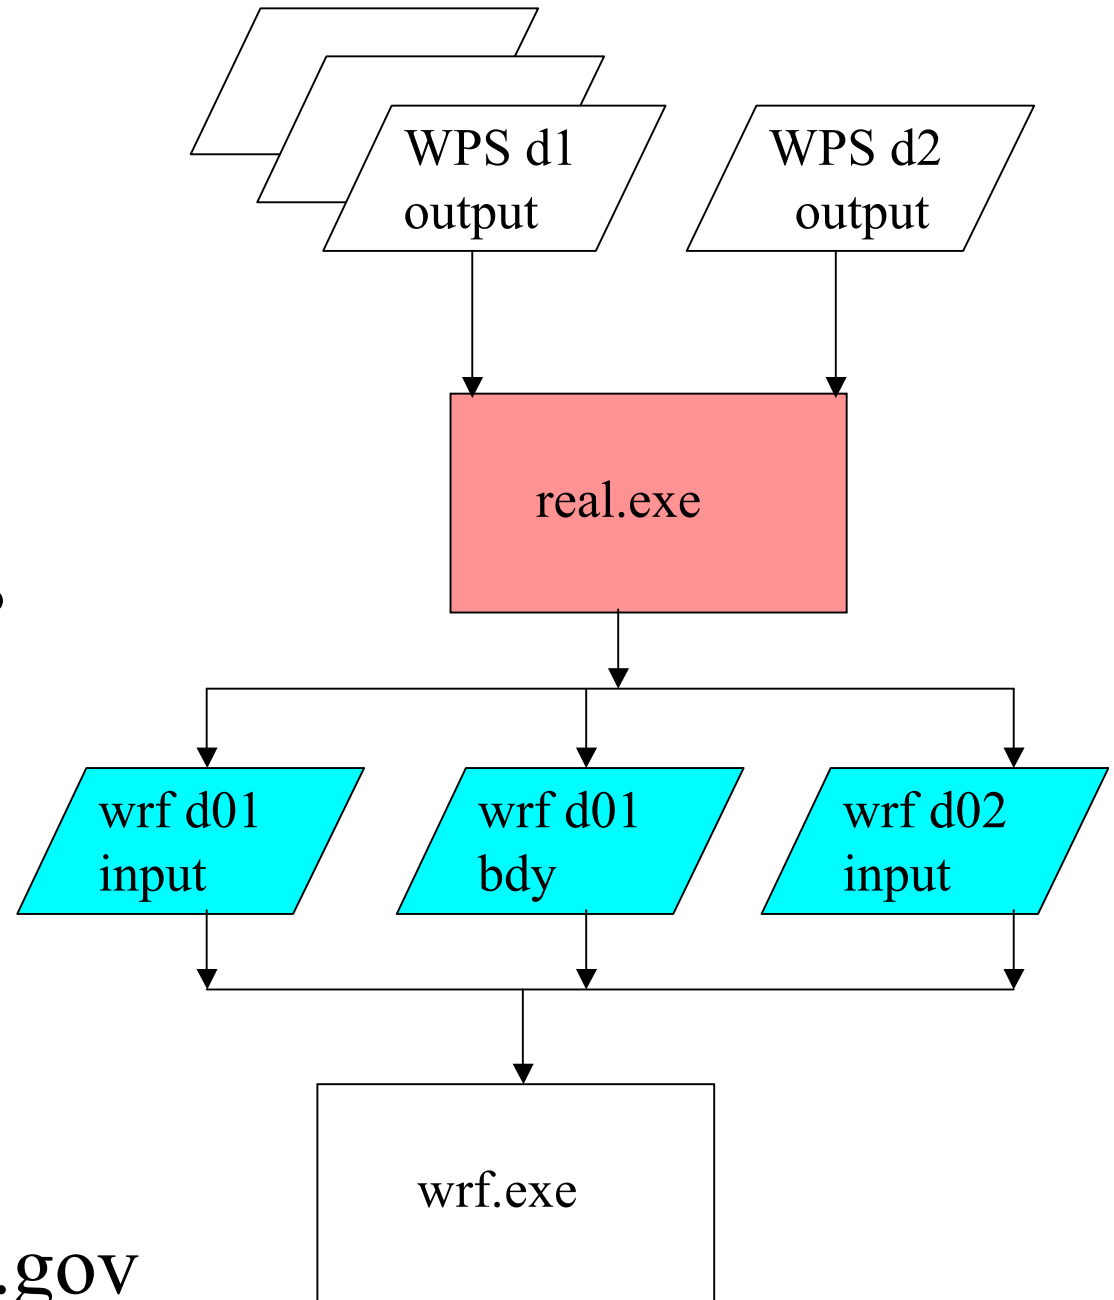 WPS d1
output
WPS d2
output
real.exe
wrf d01
input
wrf d01
bdy
wrf d02
input
wrf.exe
.gov